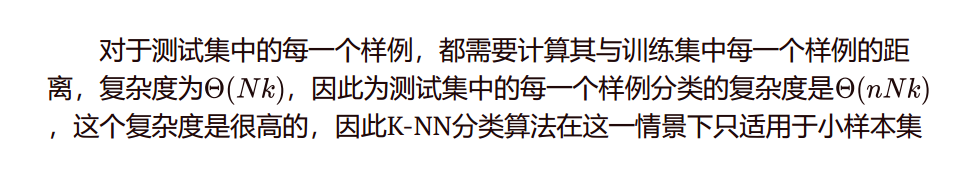 对于测试集中的每一个样例，都需要计算其与训练集中每一个样例的距
离，复杂度为Θ(Nk)，因此为测试集中的每一个样例分类的复杂度是Θ(nNk)
，这个复杂度是很高的，因此K-NN分类算法在这一情景下只适用于小样本集